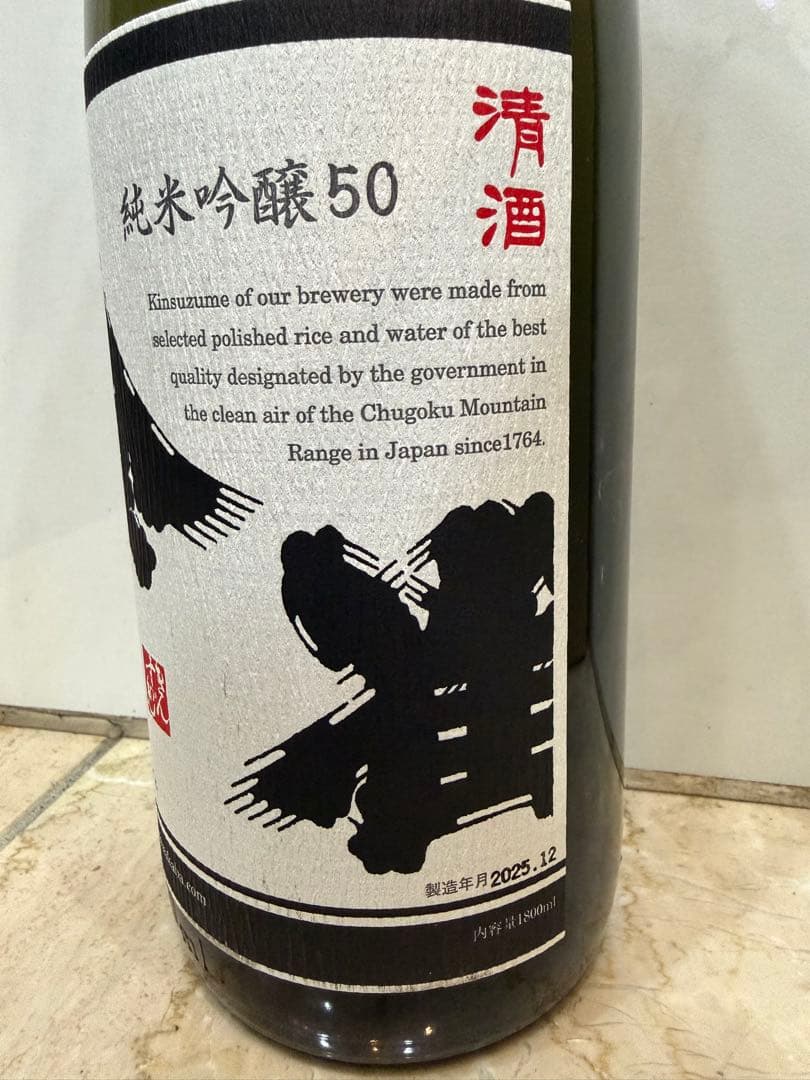 清酒
純米吟醸50
Kinsuzume of our brewery were made from
selected polished rice and water of the best
quality designated by the government in
the clean air of the Chugoku Mountain
Range in Japan since1764.
雀
製造年月2025.12
内容量1800ml